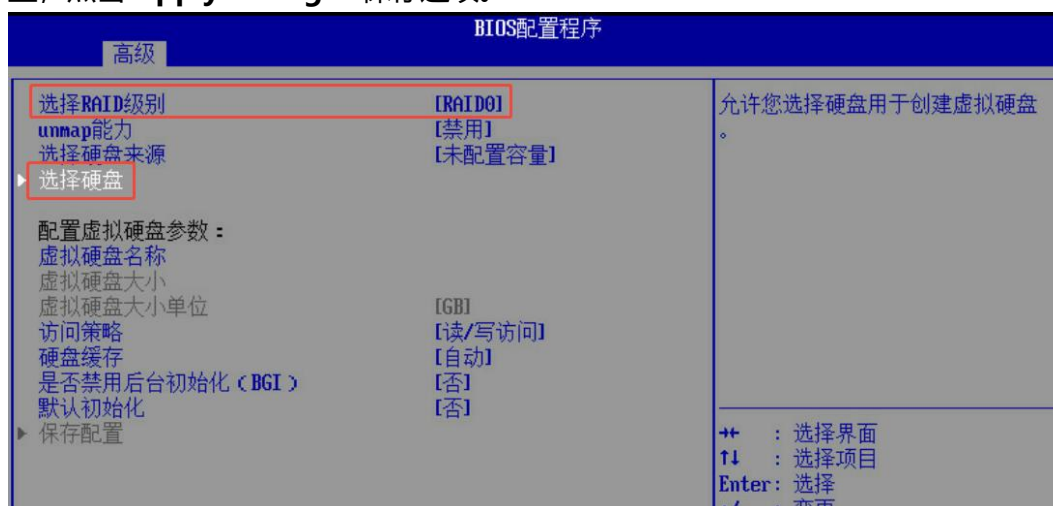 BIOS配置程序
高级
选择RAID级别 [RAID0]
unmap能力 [禁用]
选择硬盘来源 [未配置容量]
选择硬盘
配置虚拟硬盘参数：
虚拟硬盘名称
虚拟硬盘大小
虚拟硬盘大小单位 [GB]
访问策略 [读/写访问]
硬盘缓存 [自动]
是否禁用后台初始化（BGI） [否]
默认初始化 [否]
保存配置
允许您选择硬盘用于创建虚拟硬盘
。
→← : 选择界面
↑↓ : 选择项目
Enter: 选择